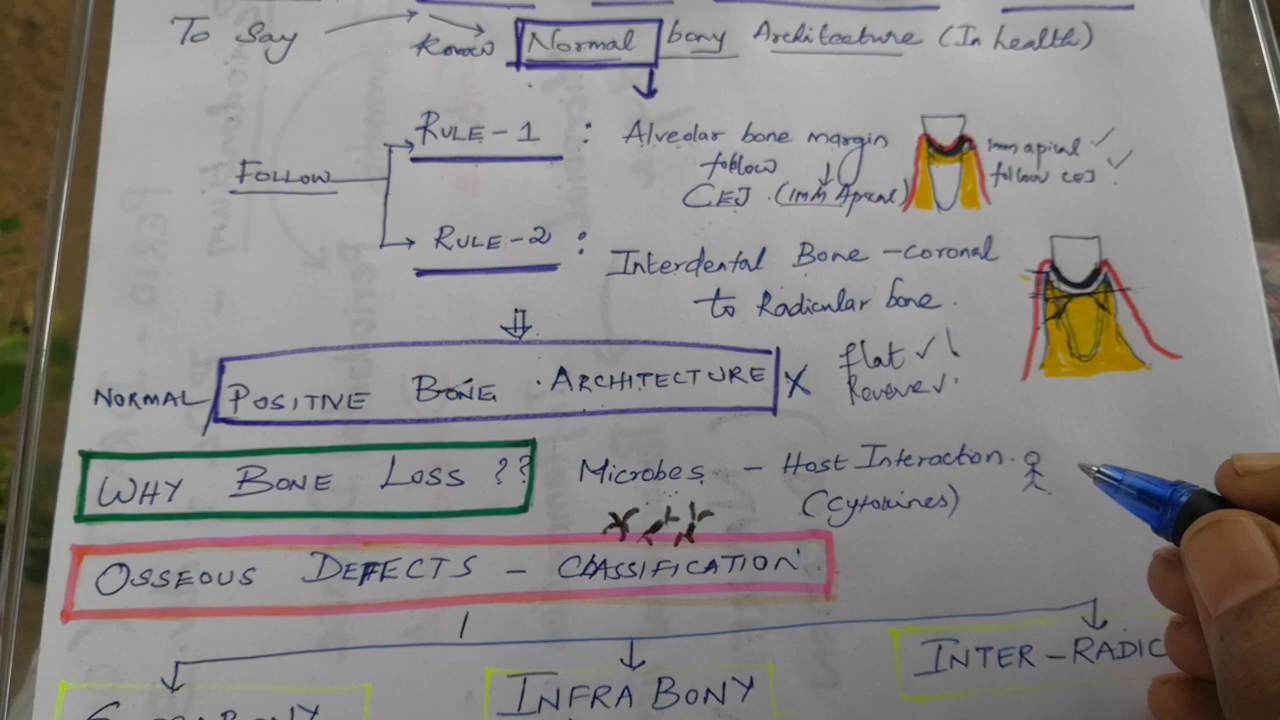 To Say Know Normal bony Architecture (In health)
RULE-1 : Alveolar bone margin
follow
CEJ (1mm Apical)
1mm apical ✓
follow CEJ ✓
FOLLOW
RULE-2 : Interdental Bone - coronal
to Radicular bone.
NORMAL/ POSITIVE BONE ARCHITECTURE X
flat ✓ !
Reverse ✓.
WHY BONE LOSS ?? Microbes - Host Interaction.
(Cytokines)
OSSEOUS DEFECTS - CLASSIFICATION
INFRA BONY
INTER-RADIC